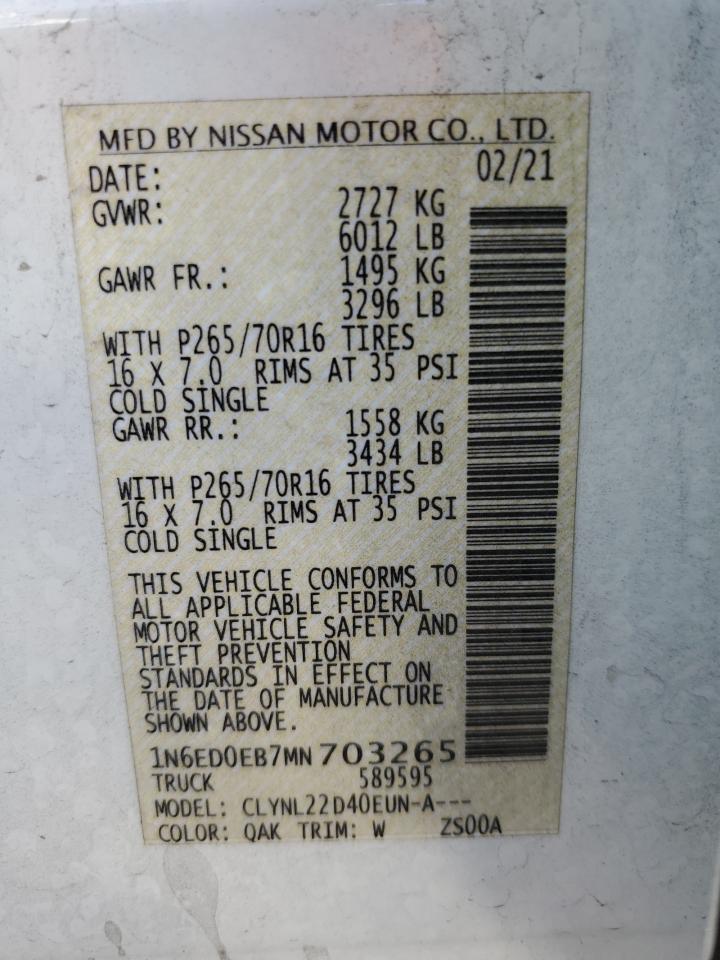 MFD BY NISSAN MOTOR CO., LTD.
DATE: 02/21
GVWR: 2727 KG
6012 LB
GAWR FR.: 1495 KG
3296 LB
WITH P265/70R16 TIRES
16 X 7.0 RIMS AT 35 PSI
COLD SINGLE
GAWR RR.: 1558 KG
3434 LB
WITH P265/70R16 TIRES
16 X 7.0 RIMS AT 35 PSI
COLD SINGLE
THIS VEHICLE CONFORMS TO
ALL APPLICABLE FEDERAL
MOTOR VEHICLE SAFETY AND
THEFT PREVENTION
STANDARDS IN EFFECT ON
THE DATE OF MANUFACTURE
SHOWN ABOVE.
1N6ED0EB7MN703265
TRUCK 589595
MODEL: CLYNL22D40EUN-A---
COLOR: QAK TRIM: W ZS00A